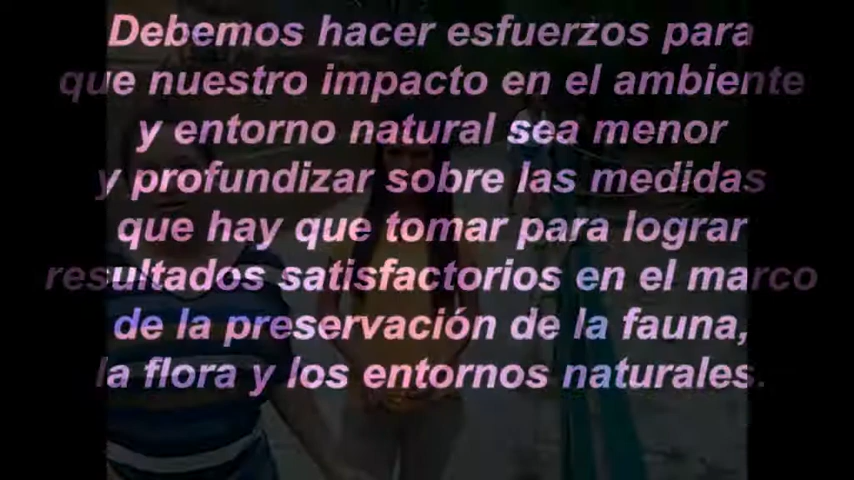 Debemos hacer esfuerzos para
que nuestro impacto en el ambiente
y entorno natural sea menor
y profundizar sobre las medidas
que hay que tomar para lograr
resultados satisfactorios en el marco
de la preservación de la fauna,
la flora y los entornos naturales.